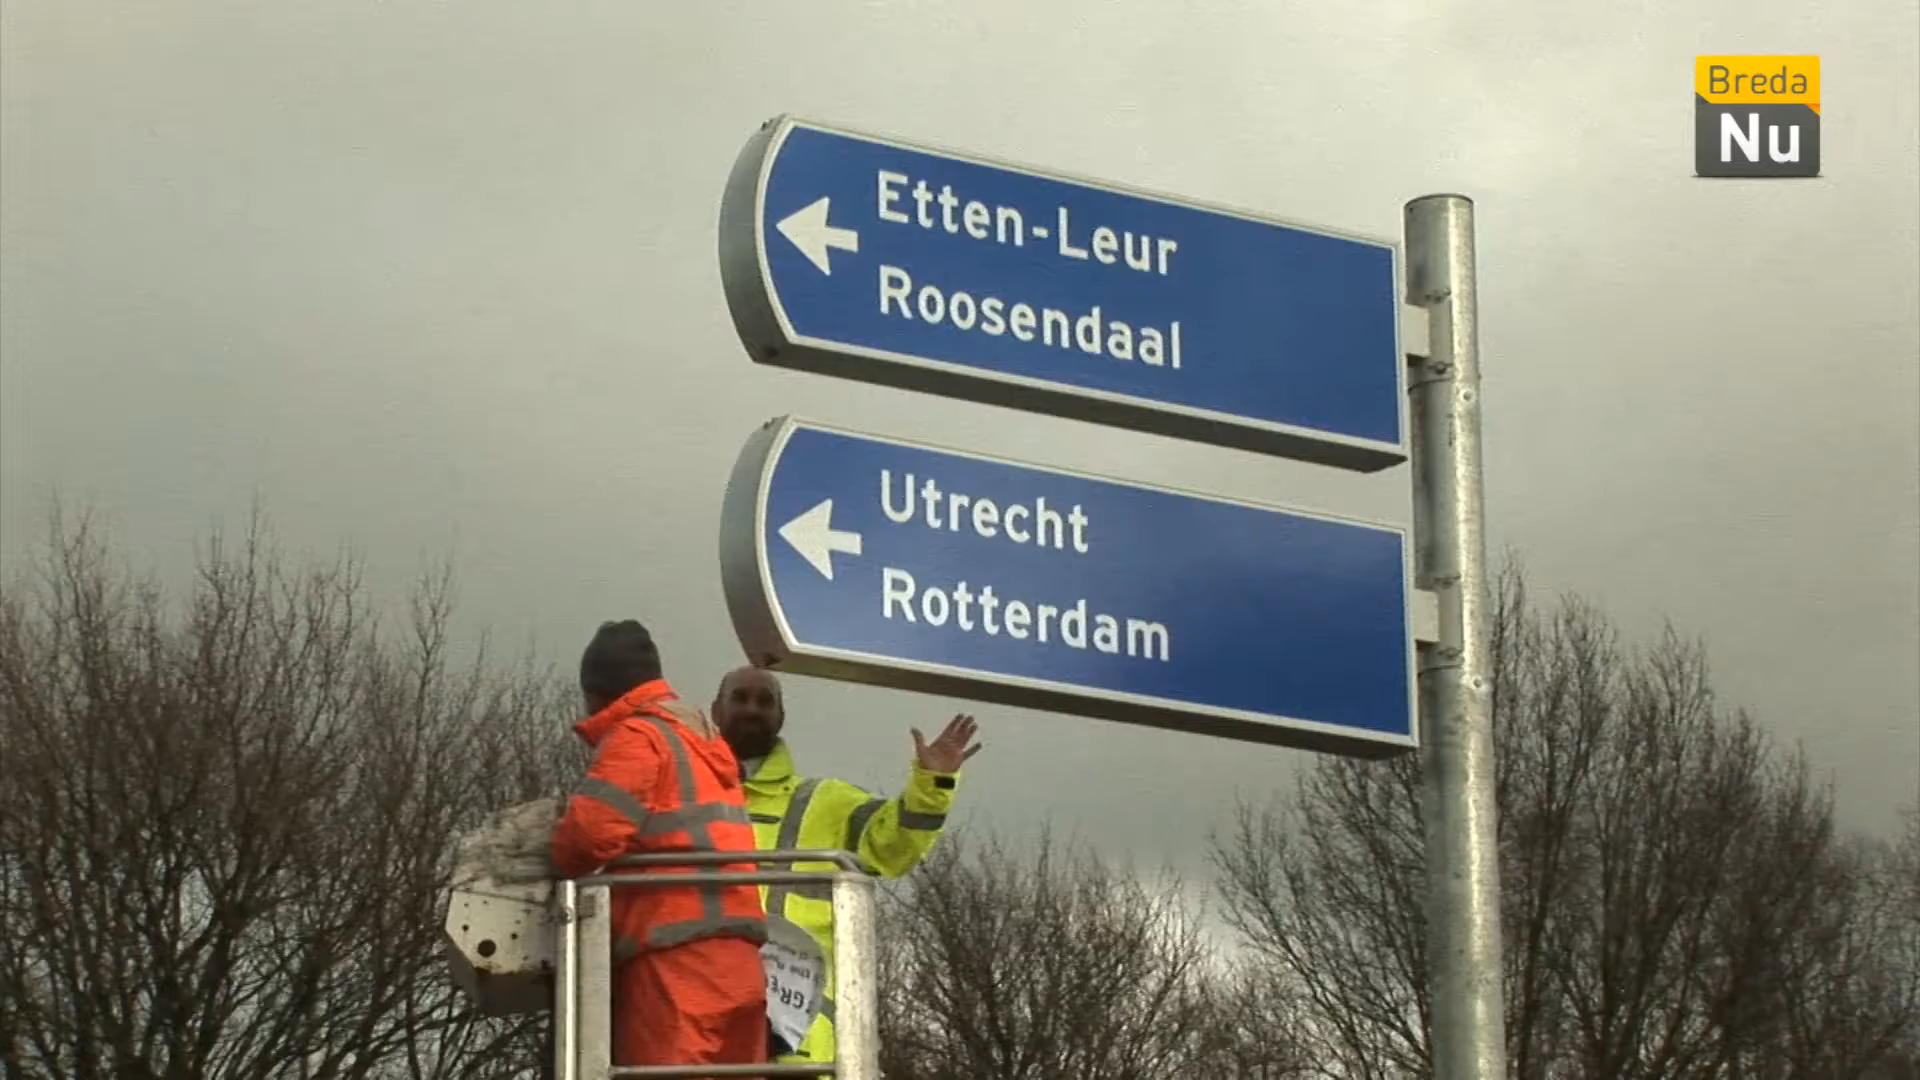 Breda
Nu
Etten-Leur
Roosendaal
Utrecht
Rotterdam